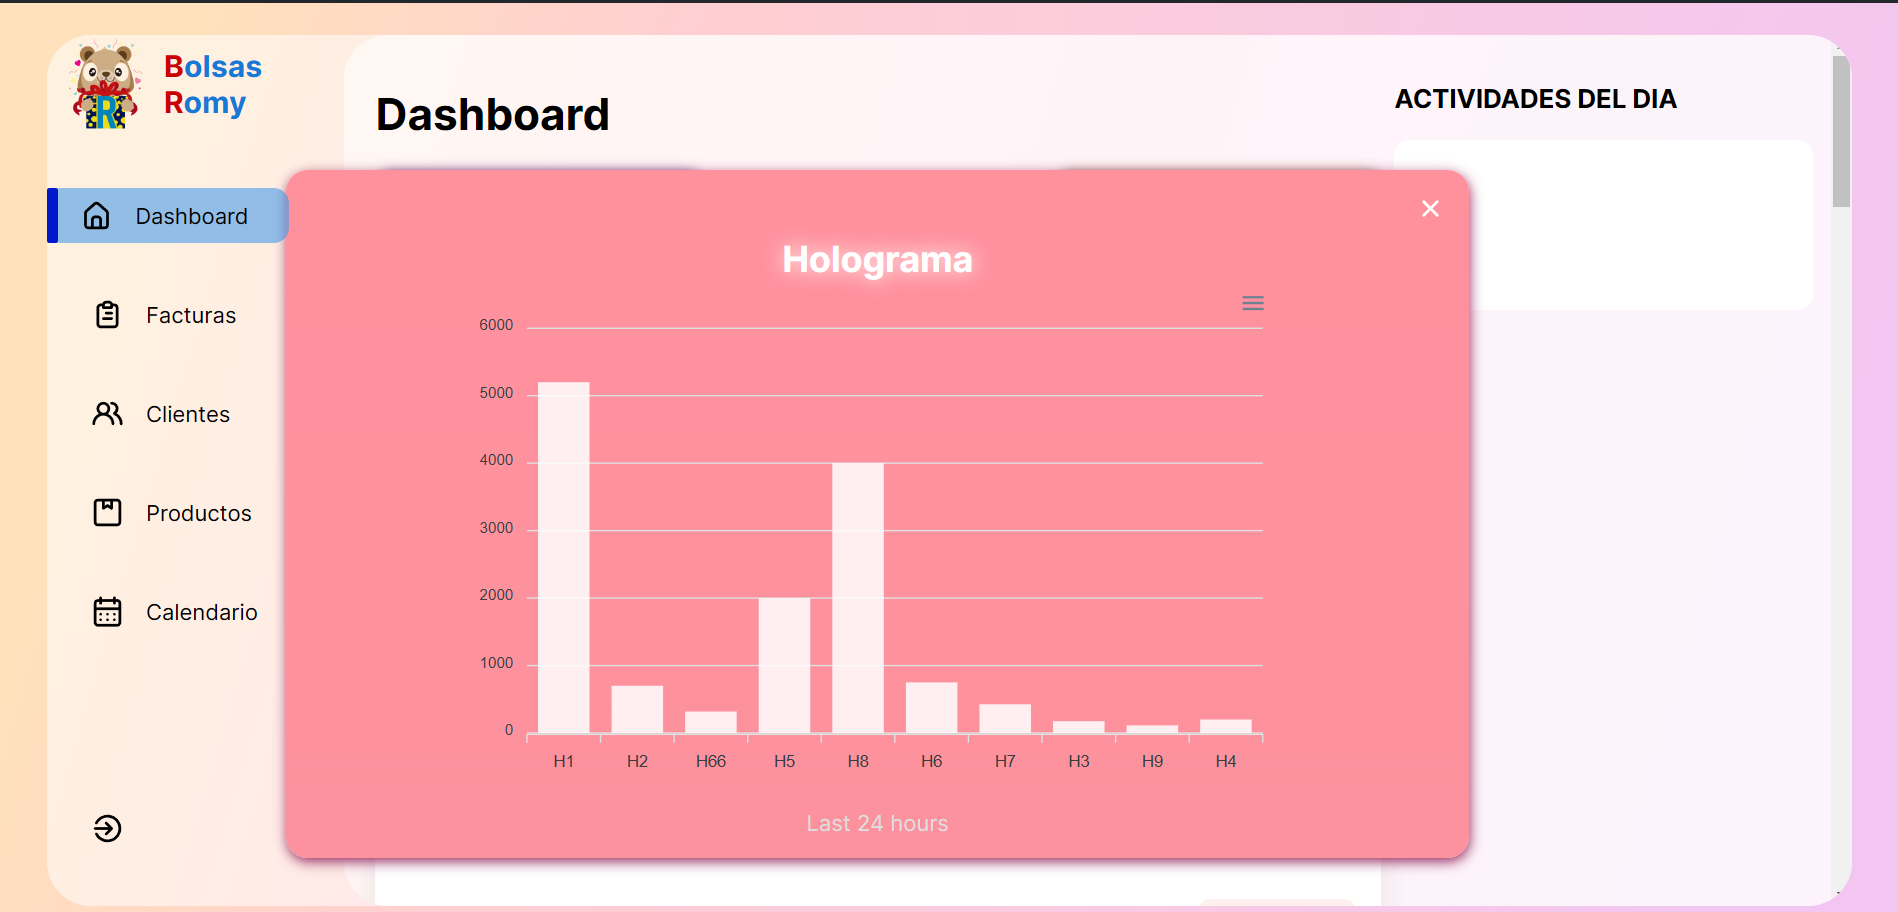 Bolsas
Romy
Dashboard
Facturas
Clientes
Productos
Calendario
Dashboard
ACTIVIDADES DEL DIA
Holograma
6000
5000
4000
3000
2000
1000
0
H1 H2 H66 H5 H8 H6 H7 H3 H9 H4
Last 24 hours